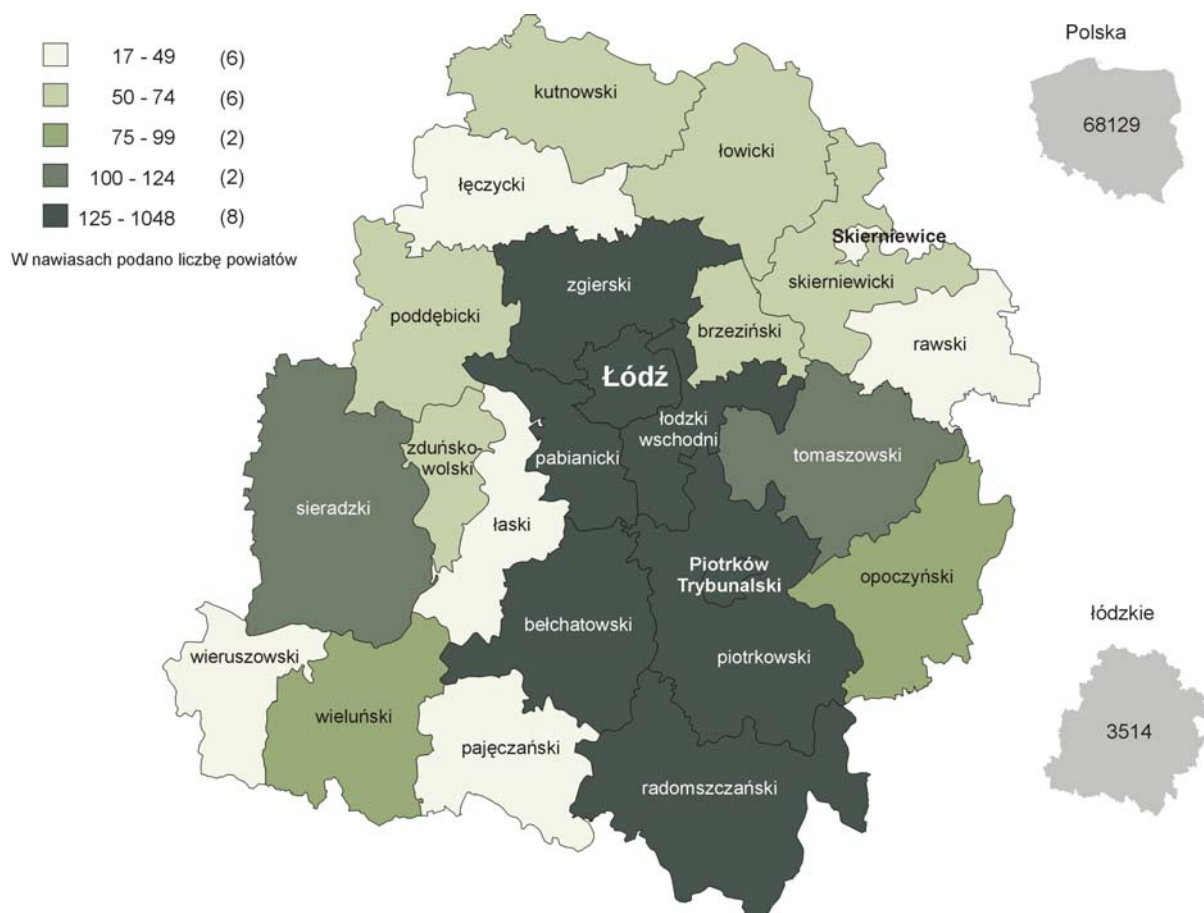 17 - 49 (6)
50 - 74 (6)
75 - 99 (2)
100 - 124 (2)
125 - 1048 (8)
W nawiasach podano liczbę powiatów
Polska
68129
kutnowski
łowicki
łęczycki
Skierniewice
zgierski
skierniewicki
poddębicki
brzeziński
rawski
Łódź
łodzki
wschodni
zduńsko-
wolski
pabianicki
tomaszowski
sieradzki
łaski
Piotrków
Trybunalski
opoczyński
bełchatowski
piotrkowski
wieruszowski
wieluński
pajęczański
radomszczański
łódzkie
3514